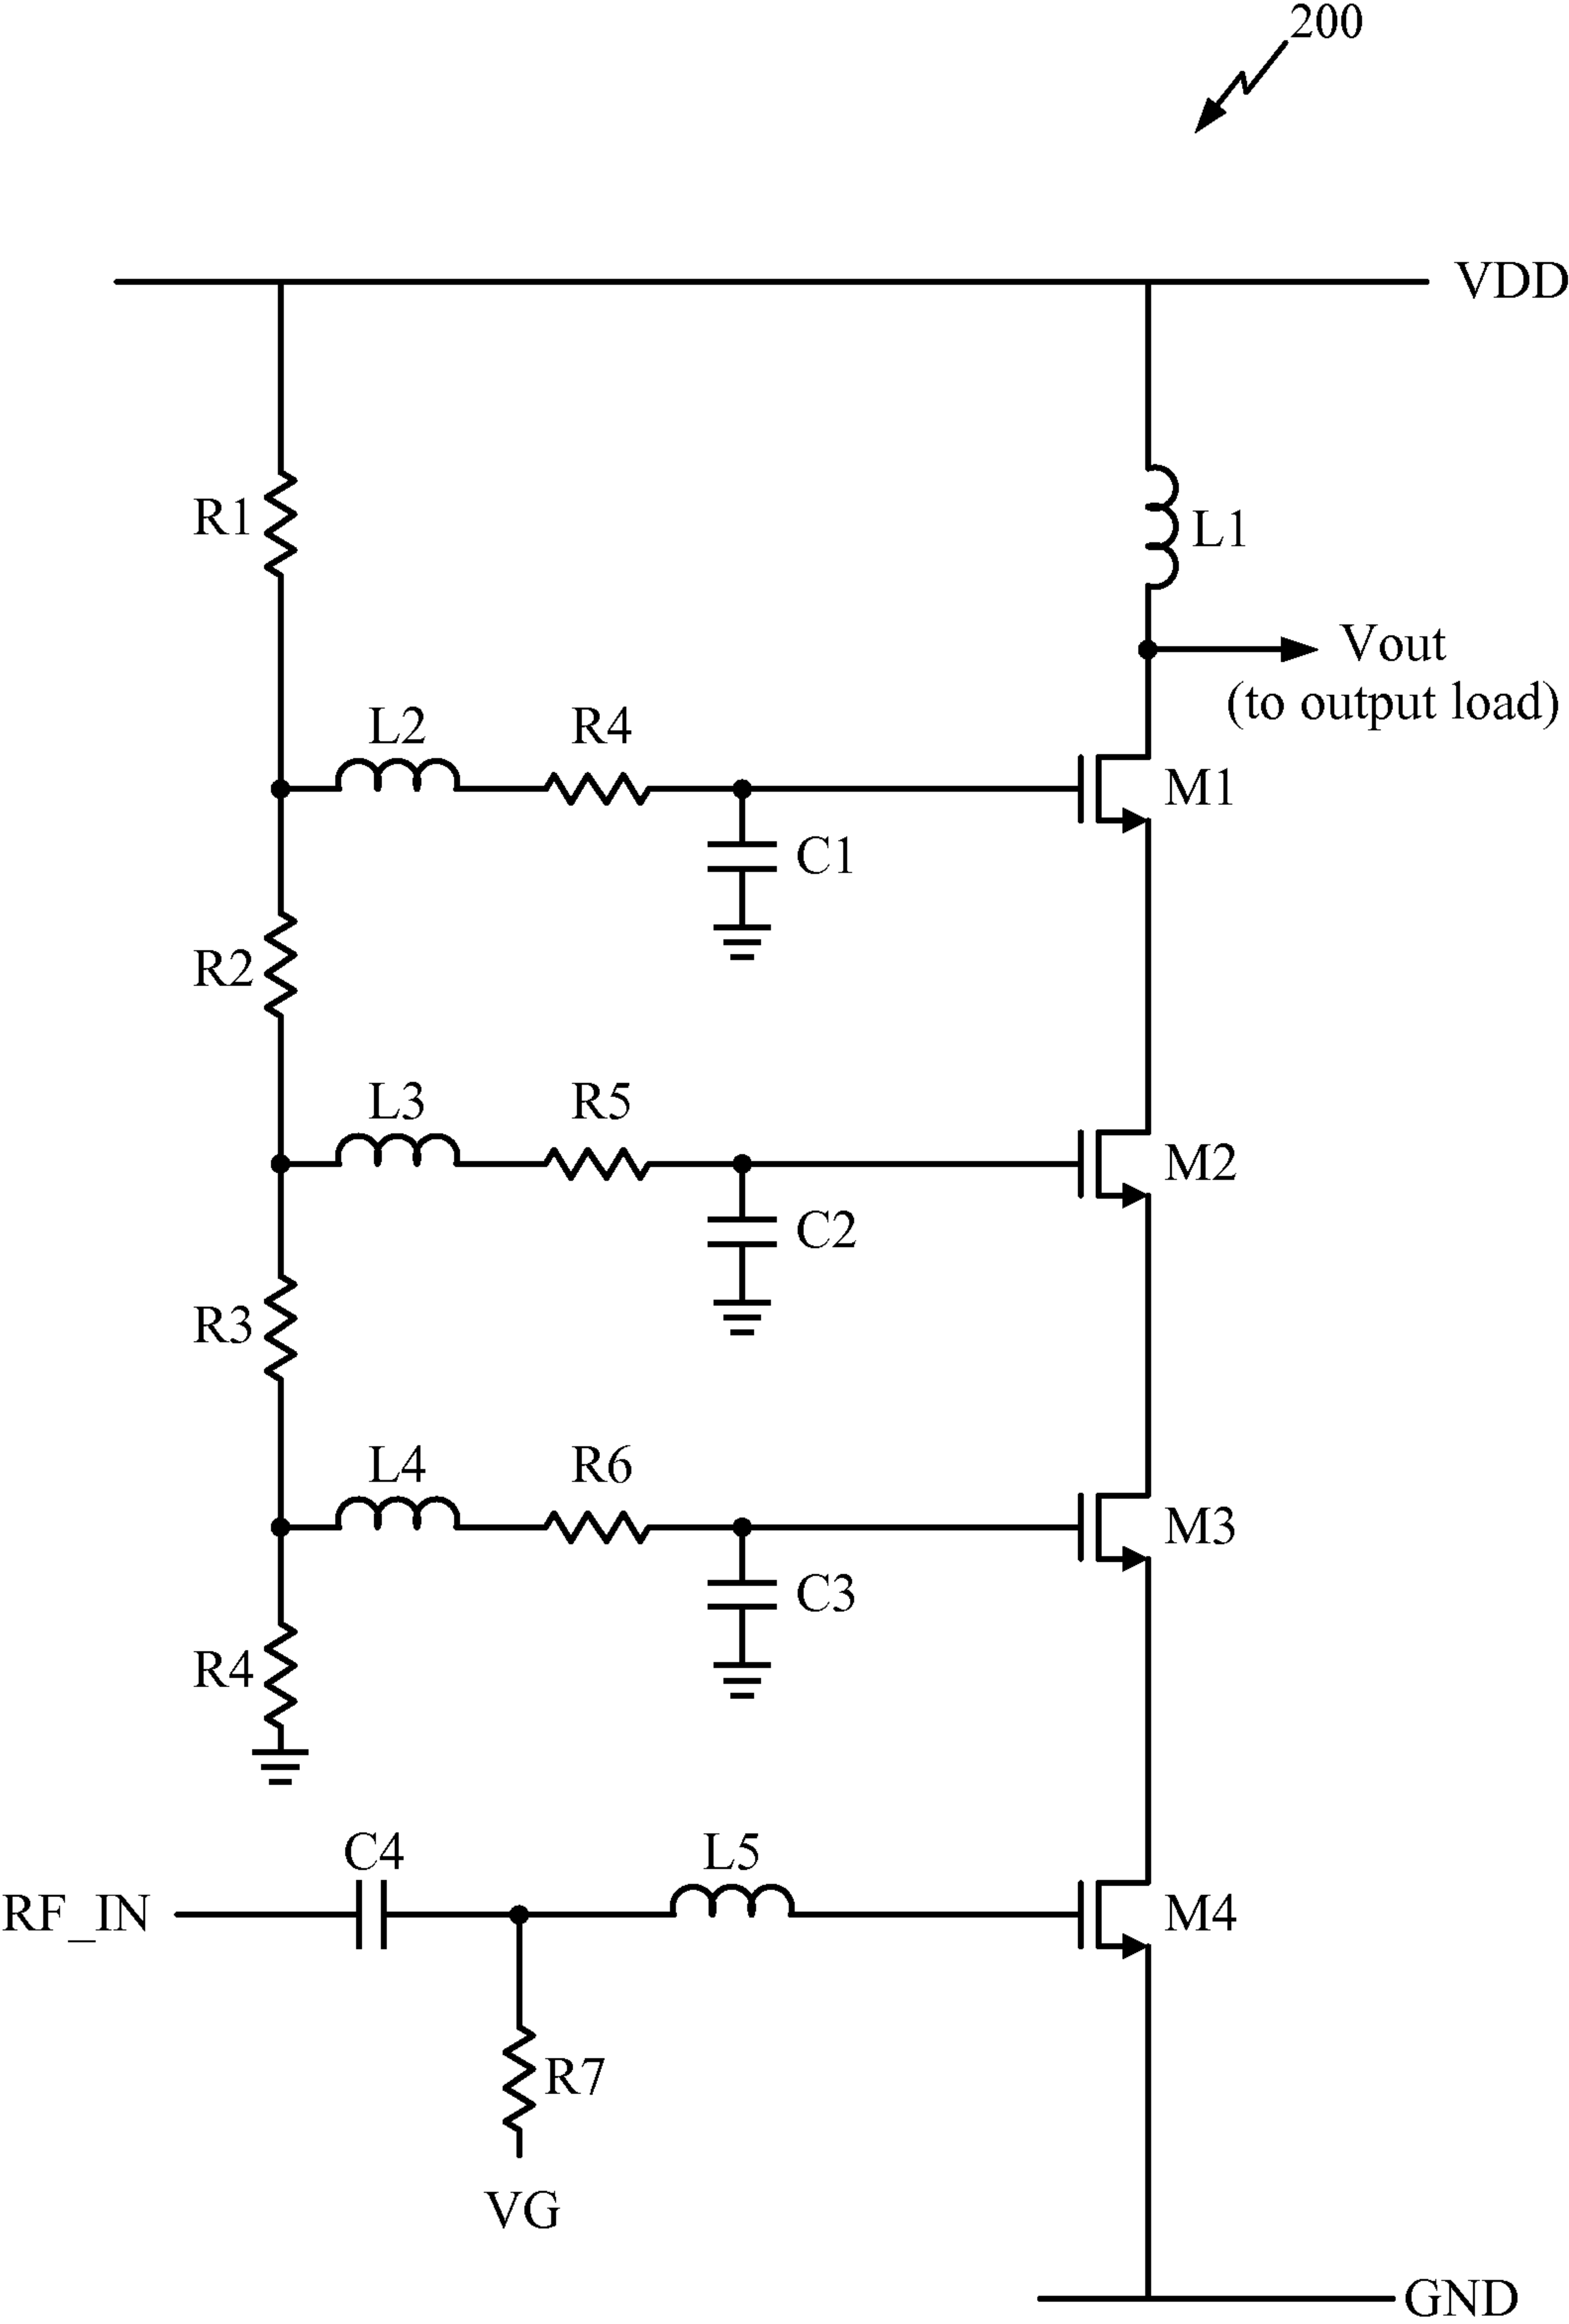 200
VDD
R1
L1
Vout
(to output load)
L2
R4
M1
C1
R2
L3
R5
M2
C2
R3
L4
R6
M3
C3
R4
C4
L5
RF_IN
M4
R7
VG
GND